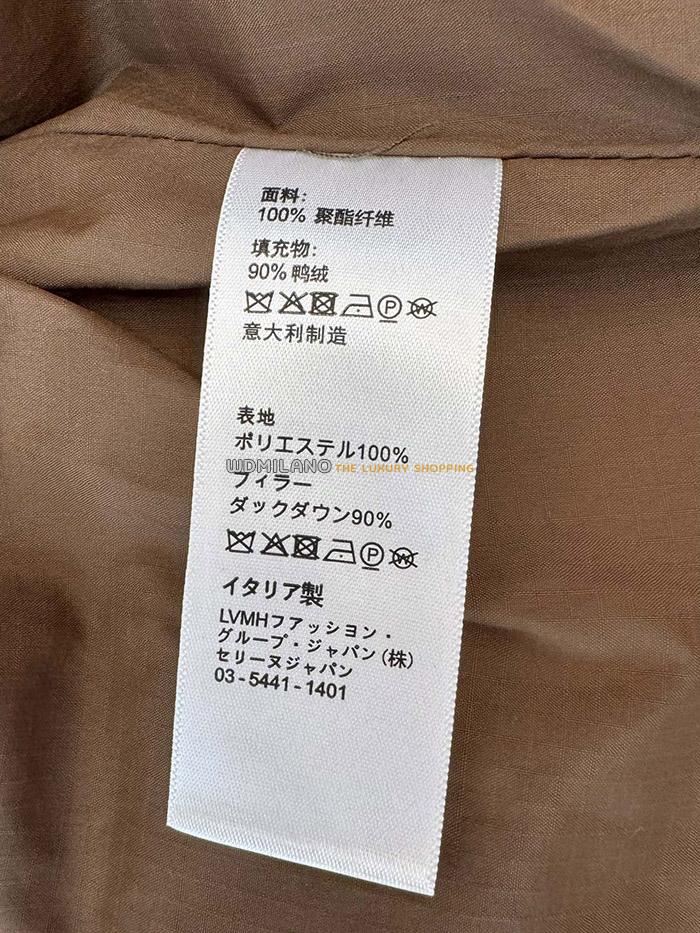 面料:
100% 聚酯纤维
填充物:
90% 鸭绒
P W
意大利制造
表地
ポリエステル100%
WDMILANO THE LUXURY SHOPPING
フィラー
ダックダウン90%
P W
イタリア製
LVMHファッション・
グループ・ジャパン(株)
セリーヌジャパン
03-5441-1401